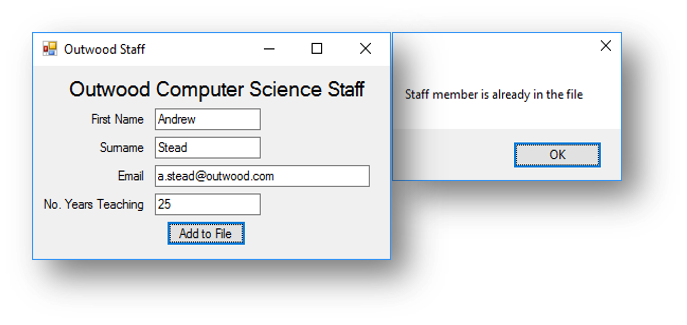 Outwood Staff
Outwood Computer Science Staff
First Name Andrew
Surname Stead
Email a.stead@outwood.com
No. Years Teaching 25
Add to File
Staff member is already in the file
OK